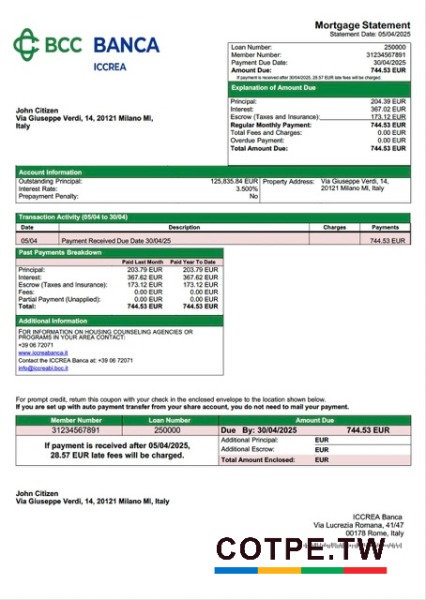 BCC BANCA
ICCREA
Mortgage Statement
Statement Date: 05/04/2025
Loan Number: 250000
Member Number: 31234567891
Payment Due Date: 30/04/2025
Amount Due: 744.53 EUR
If payment is received after 30/04/2025, 28.57 EUR late fees will be charged.
Explanation of Amount Due
Principal: 204.39 EUR
Interest: 367.02 EUR
Escrow (Taxes and Insurance): 173.12 EUR
Regular Monthly Payment: 744.53 EUR
Total Fees and Charges: 0.00 EUR
Overdue Payment: 0.00 EUR
Total Amount Due: 744.53 EUR
John Citizen
Via Giuseppe Verdi, 14, 20121 Milano MI,
Italy
Account Information
Outstanding Principal: 125,835.84 EUR
Interest Rate: 3.500%
Prepayment Penalty: No
Property Address: Via Giuseppe Verdi, 14,
20121 Milano MI, Italy
Transaction Activity (05/04 to 30/04)
Date Description Charges Payments
05/04 Payment Received Due Date 30/04/25 744.53 EUR
Past Payments Breakdown
Paid Last Month Paid Year To Date
Principal: 203.79 EUR 203.79 EUR
Interest: 367.62 EUR 367.62 EUR
Escrow (Taxes and Insurance): 173.12 EUR 173.12 EUR
Fees: 0.00 EUR 0.00 EUR
Partial Payment (Unapplied): 0.00 EUR 0.00 EUR
Total: 744.53 EUR 744.53 EUR
Additional Information
FOR INFORMATION ON HOUSING COUNSELING AGENCIES OR
PROGRAMS IN YOUR AREA CONTACT:
+39 06 72071
www.iccreabanca.it
Contact the ICCREA Banca at: +39 06 72071
info@iccreabi.bcc.it
For prompt credit, return this coupon with your check in the enclosed envelope to the location shown below.
If you are set up with auto payment transfer from your share account, you do not need to mail your payment.
Member Number Loan Number Amount Due
31234567891 250000 Due By: 30/04/2025 744.53 EUR
If payment is received after 05/04/2025,
28.57 EUR late fees will be charged.
Additional Principal: EUR
Additional Escrow: EUR
Total Amount Enclosed: EUR
John Citizen
Via Giuseppe Verdi, 14, 20121 Milano MI, Italy
ICCREA Banca
Via Lucrezia Romana, 41/47
00178 Rome, Italy
COTPE.TW